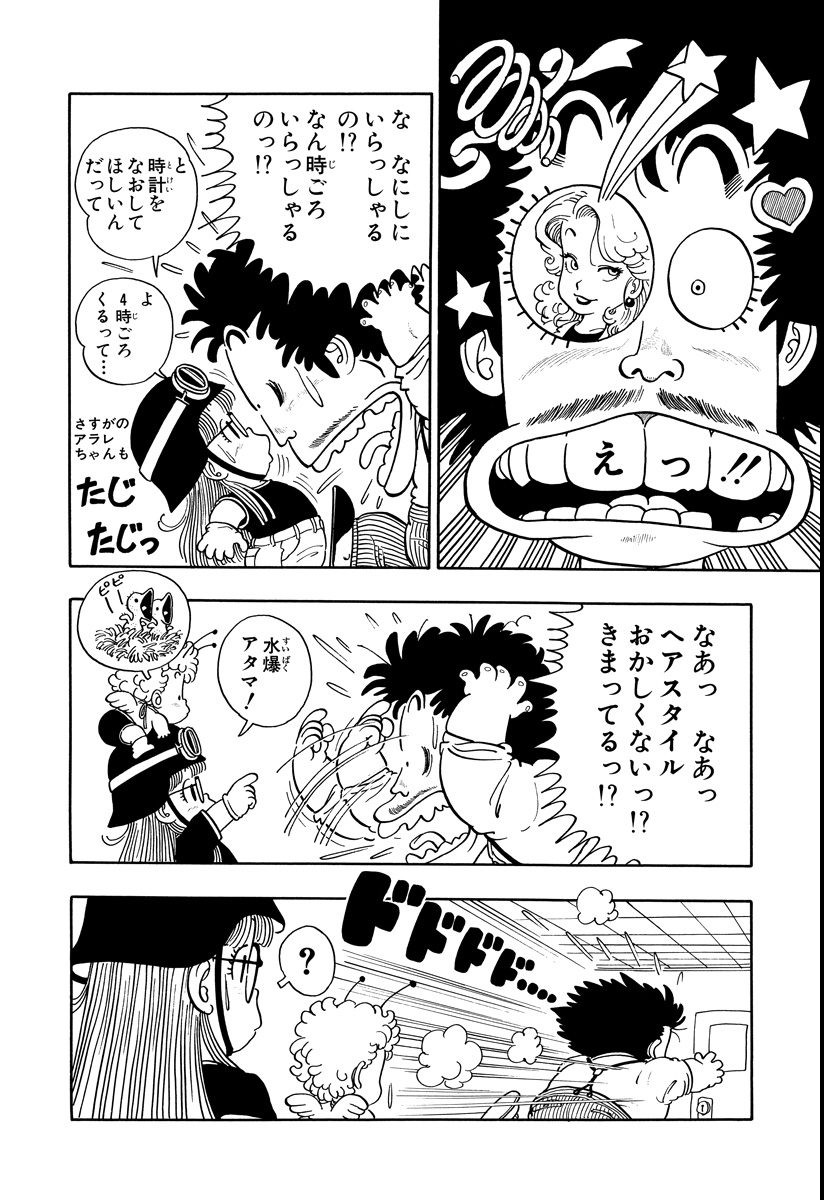 えっ!!
な なにしに
いらっしゃる
の!?
なん時ごろ
いらっしゃる
のっ!?
と
時計を
なおして
ほしいん
だって
よ
4時ごろ
くるって…
さすがの
アラレ
ちゃんも
たじ
たじっ
なあっ なあっ
ヘアスタイル
おかしくないっ!?
きまってるっ!?
水爆
アタマ!
ピピー
ドドドド…
?
A
1